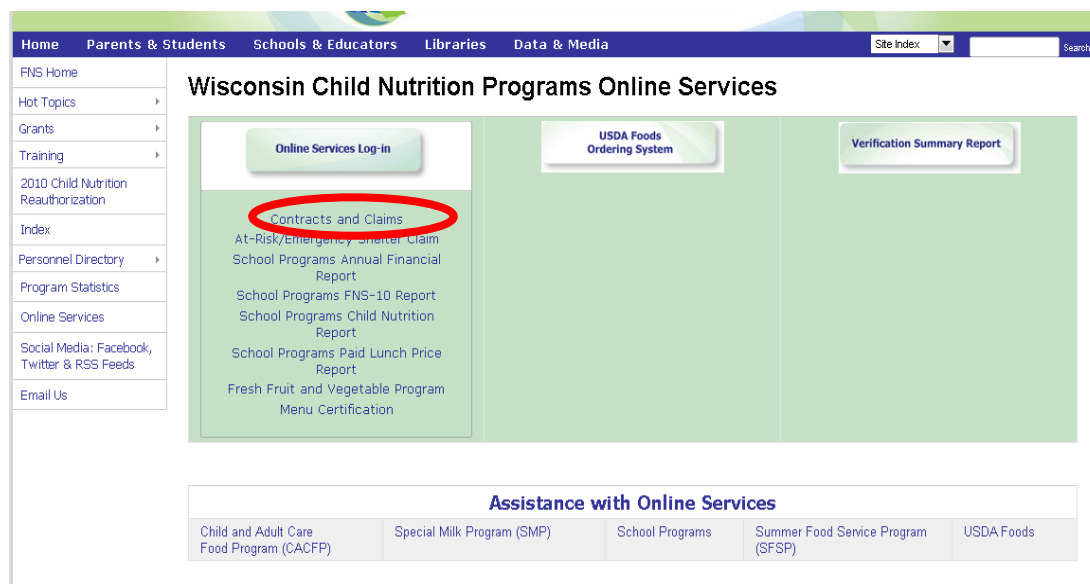 Home Parents & Students Schools & Educators Libraries Data & Media Site Index Search
FNS Home
Hot Topics
Grants
Training
2010 Child Nutrition
Reauthorization
Index
Personnel Directory
Program Statistics
Online Services
Social Media: Facebook,
Twitter & RSS Feeds
Email Us
Wisconsin Child Nutrition Programs Online Services
Online Services Log-in
Contracts and Claims
At-Risk/Emergency Shelter Claim
School Programs Annual Financial
Report
School Programs FNS-10 Report
School Programs Child Nutrition
Report
School Programs Paid Lunch Price
Report
Fresh Fruit and Vegetable Program
Menu Certification
USDA Foods
Ordering System
Verification Summary Report
Assistance with Online Services
Child and Adult Care
Food Program (CACFP)
Special Milk Program (SMP)
School Programs
Summer Food Service Program
(SFSP)
USDA Foods